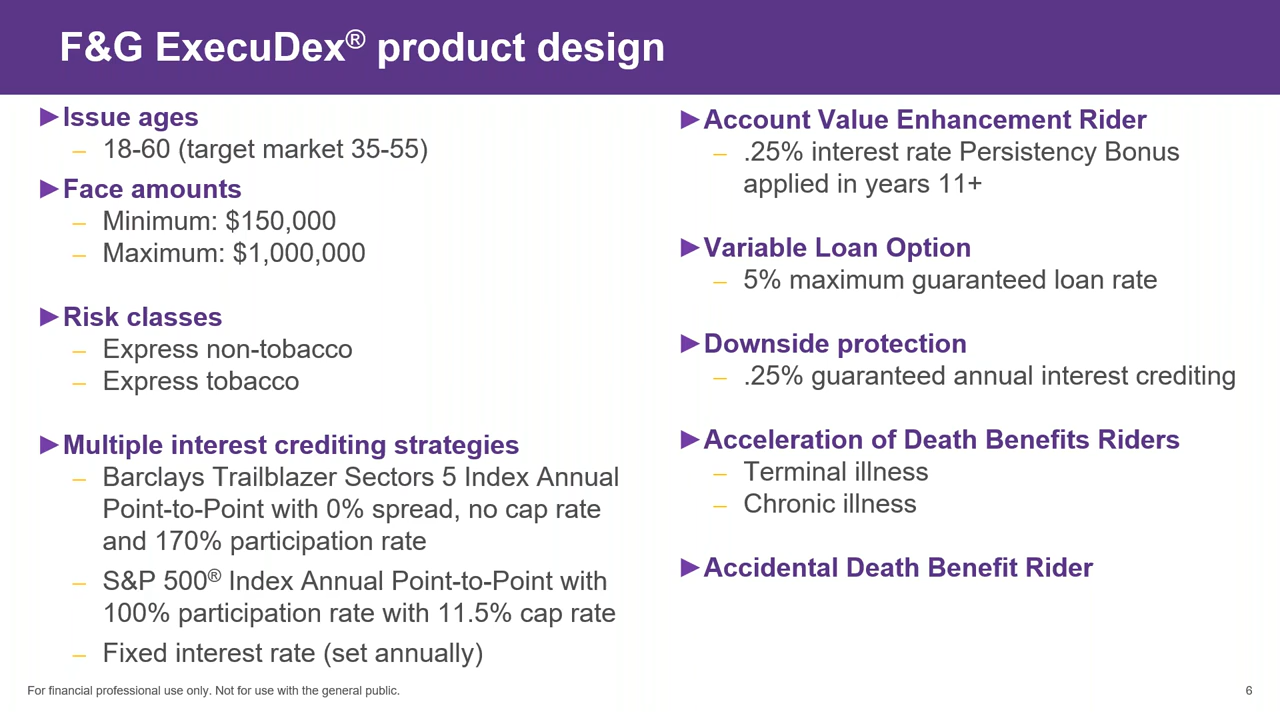 F&G ExecuDex® product design
►Issue ages
– 18-60 (target market 35-55)
►Face amounts
– Minimum: $150,000
– Maximum: $1,000,000
►Risk classes
– Express non-tobacco
– Express tobacco
►Multiple interest crediting strategies
– Barclays Trailblazer Sectors 5 Index Annual
Point-to-Point with 0% spread, no cap rate
and 170% participation rate
– S&P 500® Index Annual Point-to-Point with
100% participation rate with 11.5% cap rate
– Fixed interest rate (set annually)
►Account Value Enhancement Rider
– .25% interest rate Persistency Bonus
applied in years 11+
►Variable Loan Option
– 5% maximum guaranteed loan rate
►Downside protection
– .25% guaranteed annual interest crediting
►Acceleration of Death Benefits Riders
– Terminal illness
– Chronic illness
►Accidental Death Benefit Rider
For financial professional use only. Not for use with the general public.
6